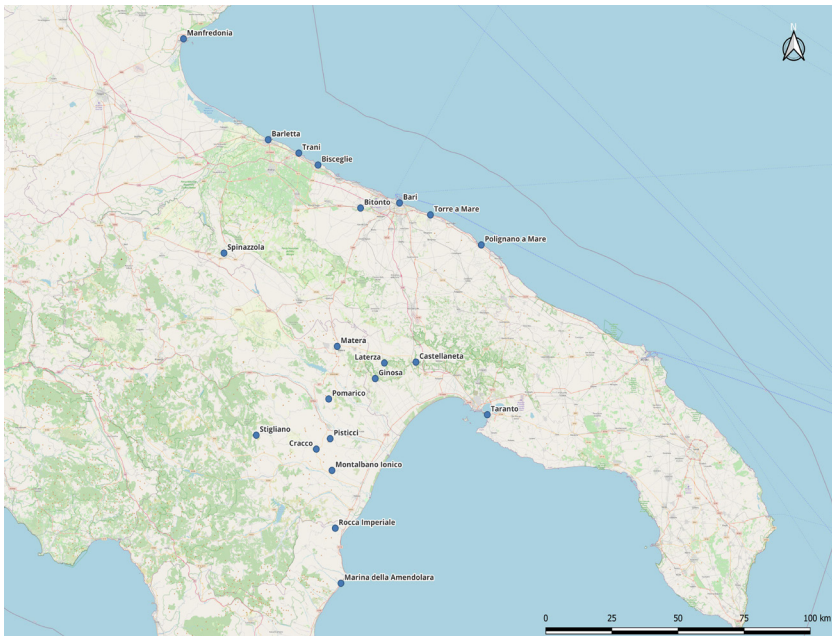 N
Manfredonia
Barletta
Trani
Bisceglie
Bari
Bitonto
Torre a Mare
Polignano a Mare
Spinazzola
Matera
Laterza
Castellaneta
Ginosa
Pomarico
Taranto
Stigliano
Pisticci
Cracco
Montalbano Ionico
Rocca Imperiale
Marina della Amendolara
0 25 50 75 100 km